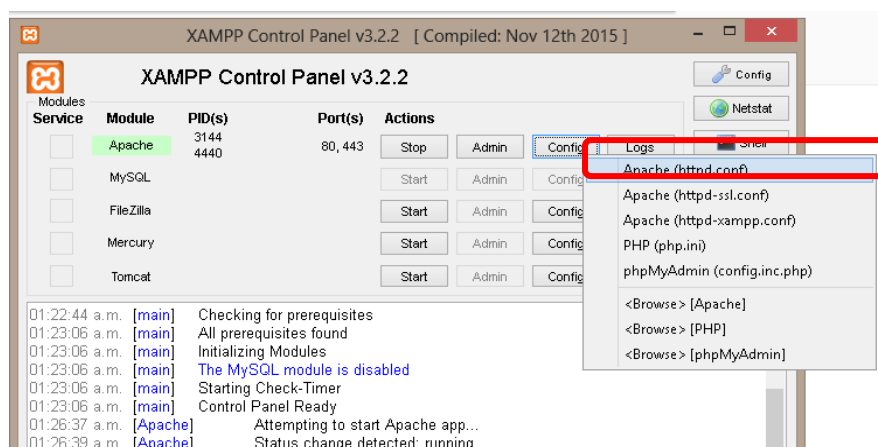 XAMPP Control Panel v3.2.2 [ Compiled: Nov 12th 2015 ]
XAMPP Control Panel v3.2.2
Config
Modules
Service Module PID(s) Port(s) Actions
Netstat
Apache 3144 80, 443 Stop Admin Config Logs Shell
4440
Apache (httpd.conf)
MySQL Start Admin Config
Apache (httpd-ssl.conf)
FileZilla Start Admin Config
Apache (httpd-xampp.conf)
Mercury Start Admin Config
PHP (php.ini)
Tomcat Start Admin Config
phpMyAdmin (config.inc.php)
<Browse> [Apache]
<Browse> [PHP]
<Browse> [phpMyAdmin]
01:22:44 a.m. [main] Checking for prerequisites
01:23:06 a.m. [main] All prerequisites found
01:23:06 a.m. [main] Initializing Modules
01:23:06 a.m. [main] The MySQL module is disabled
01:23:06 a.m. [main] Starting Check-Timer
01:23:06 a.m. [main] Control Panel Ready
01:26:37 a.m. [Apache] Attempting to start Apache app...
01:26:39 a.m. [Apache] Status change detected: running